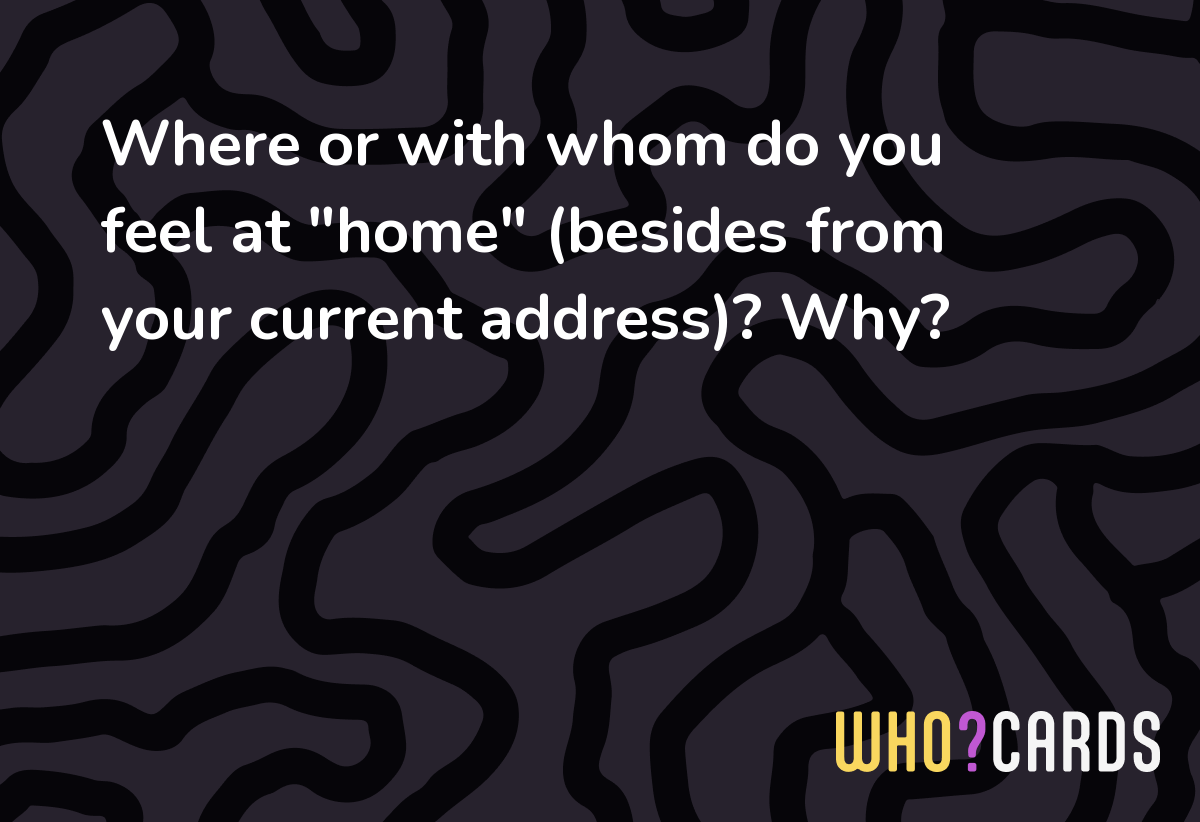 Where or with whom do you
feel at "home" (besides from
your current address)? Why?
WHO?CARDS